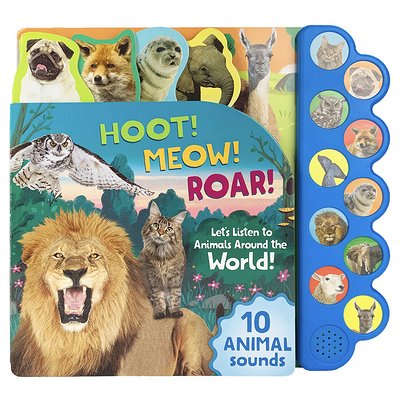 HOOT!
MEOW!
ROAR!
Let's Listen to
Animals Around the
World!
10
ANIMAL
sounds